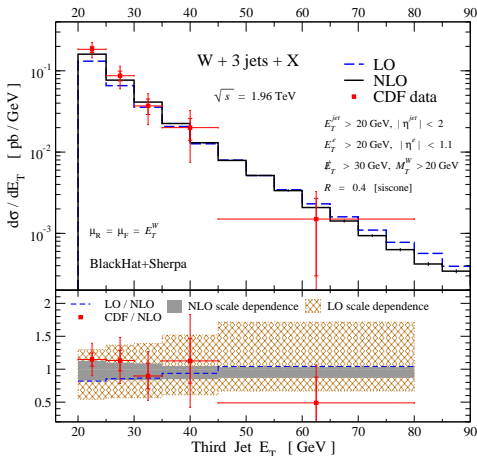 20 30 40 50 60 70 80 90
W + 3 jets + X
LO
NLO
CDF data
√s = 1.96 TeV
E_T^jet > 20 GeV, | η^jet | < 2
E_T^e > 20 GeV, | η^e | < 1.1
E̸_T > 30 GeV, M_T^W > 20 GeV
R = 0.4 [siscone]
μ_R = μ_F = E_T^W
BlackHat+Sherpa
10^-1
10^-2
10^-3
dσ / dE_T [ pb / GeV ]
LO / NLO
CDF / NLO
NLO scale dependence
LO scale dependence
2
1.5
1
0.5
20 30 40 50 60 70 80 90
Third Jet E_T [ GeV ]